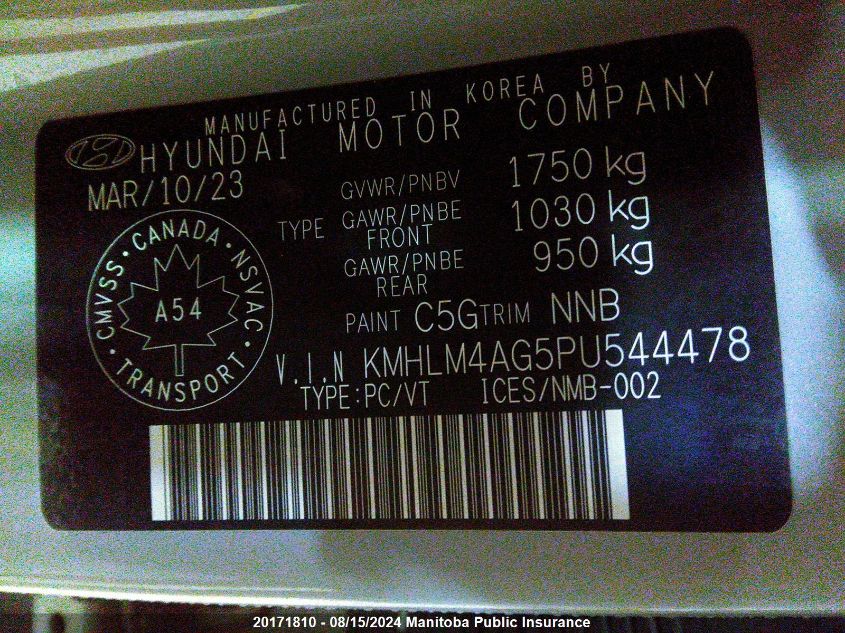 MANUFACTURED IN KOREA BY
HYUNDAI MOTOR COMPANY
MAR/10/23
GVWR/PNBV 1750 kg
TYPE GAWR/PNBE FRONT 1030 kg
GAWR/PNBE REAR 950 kg
CMVSS • CANADA • NSVAC • TRANSPORT •
A54
PAINT C5G TRIM NNB
V.I.N KMHLM4AG5PU544478
TYPE:PC/VT ICES/NMB-002
20171810 - 08/15/2024 Manitoba Public Insurance